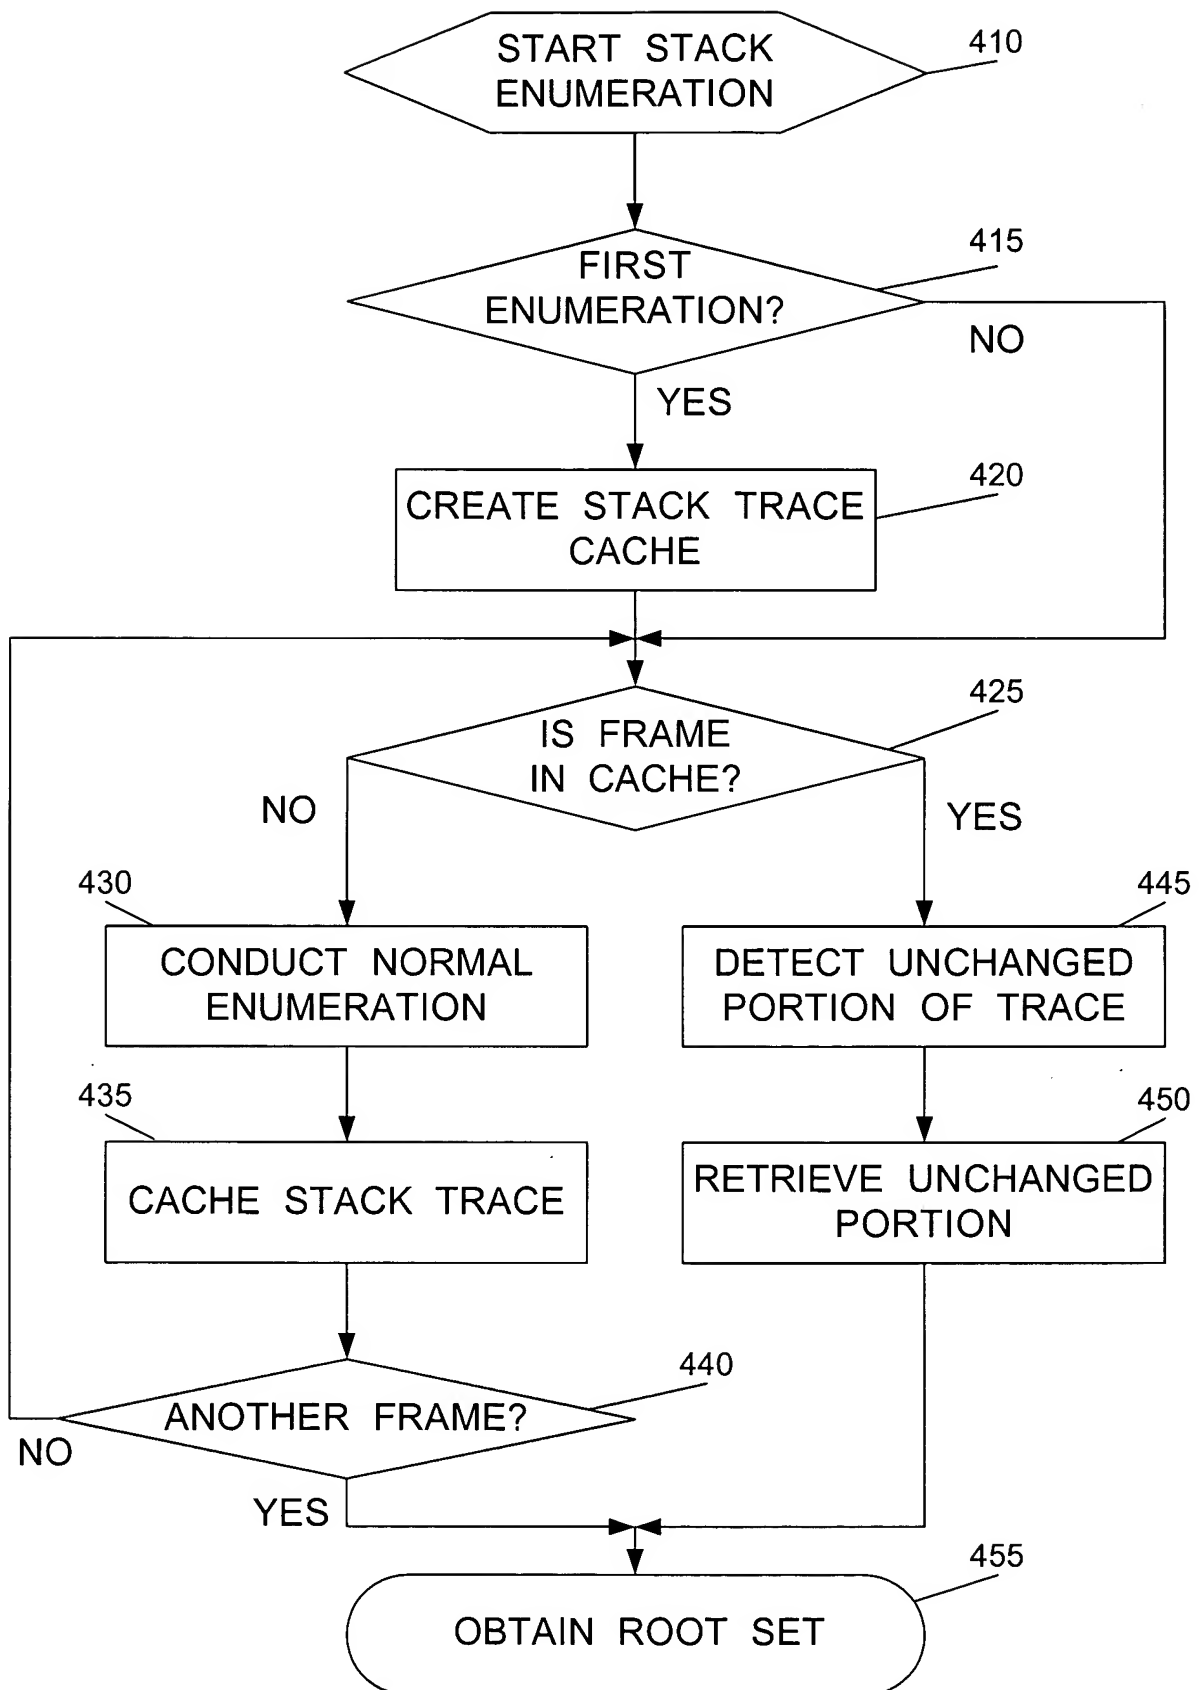 START STACK
ENUMERATION
410
FIRST
ENUMERATION?
415
NO
YES
CREATE STACK TRACE
CACHE
420
IS FRAME
IN CACHE?
425
NO
YES
430
CONDUCT NORMAL
ENUMERATION
445
DETECT UNCHANGED
PORTION OF TRACE
435
CACHE STACK TRACE
450
RETRIEVE UNCHANGED
PORTION
ANOTHER FRAME?
440
NO
YES
OBTAIN ROOT SET
455